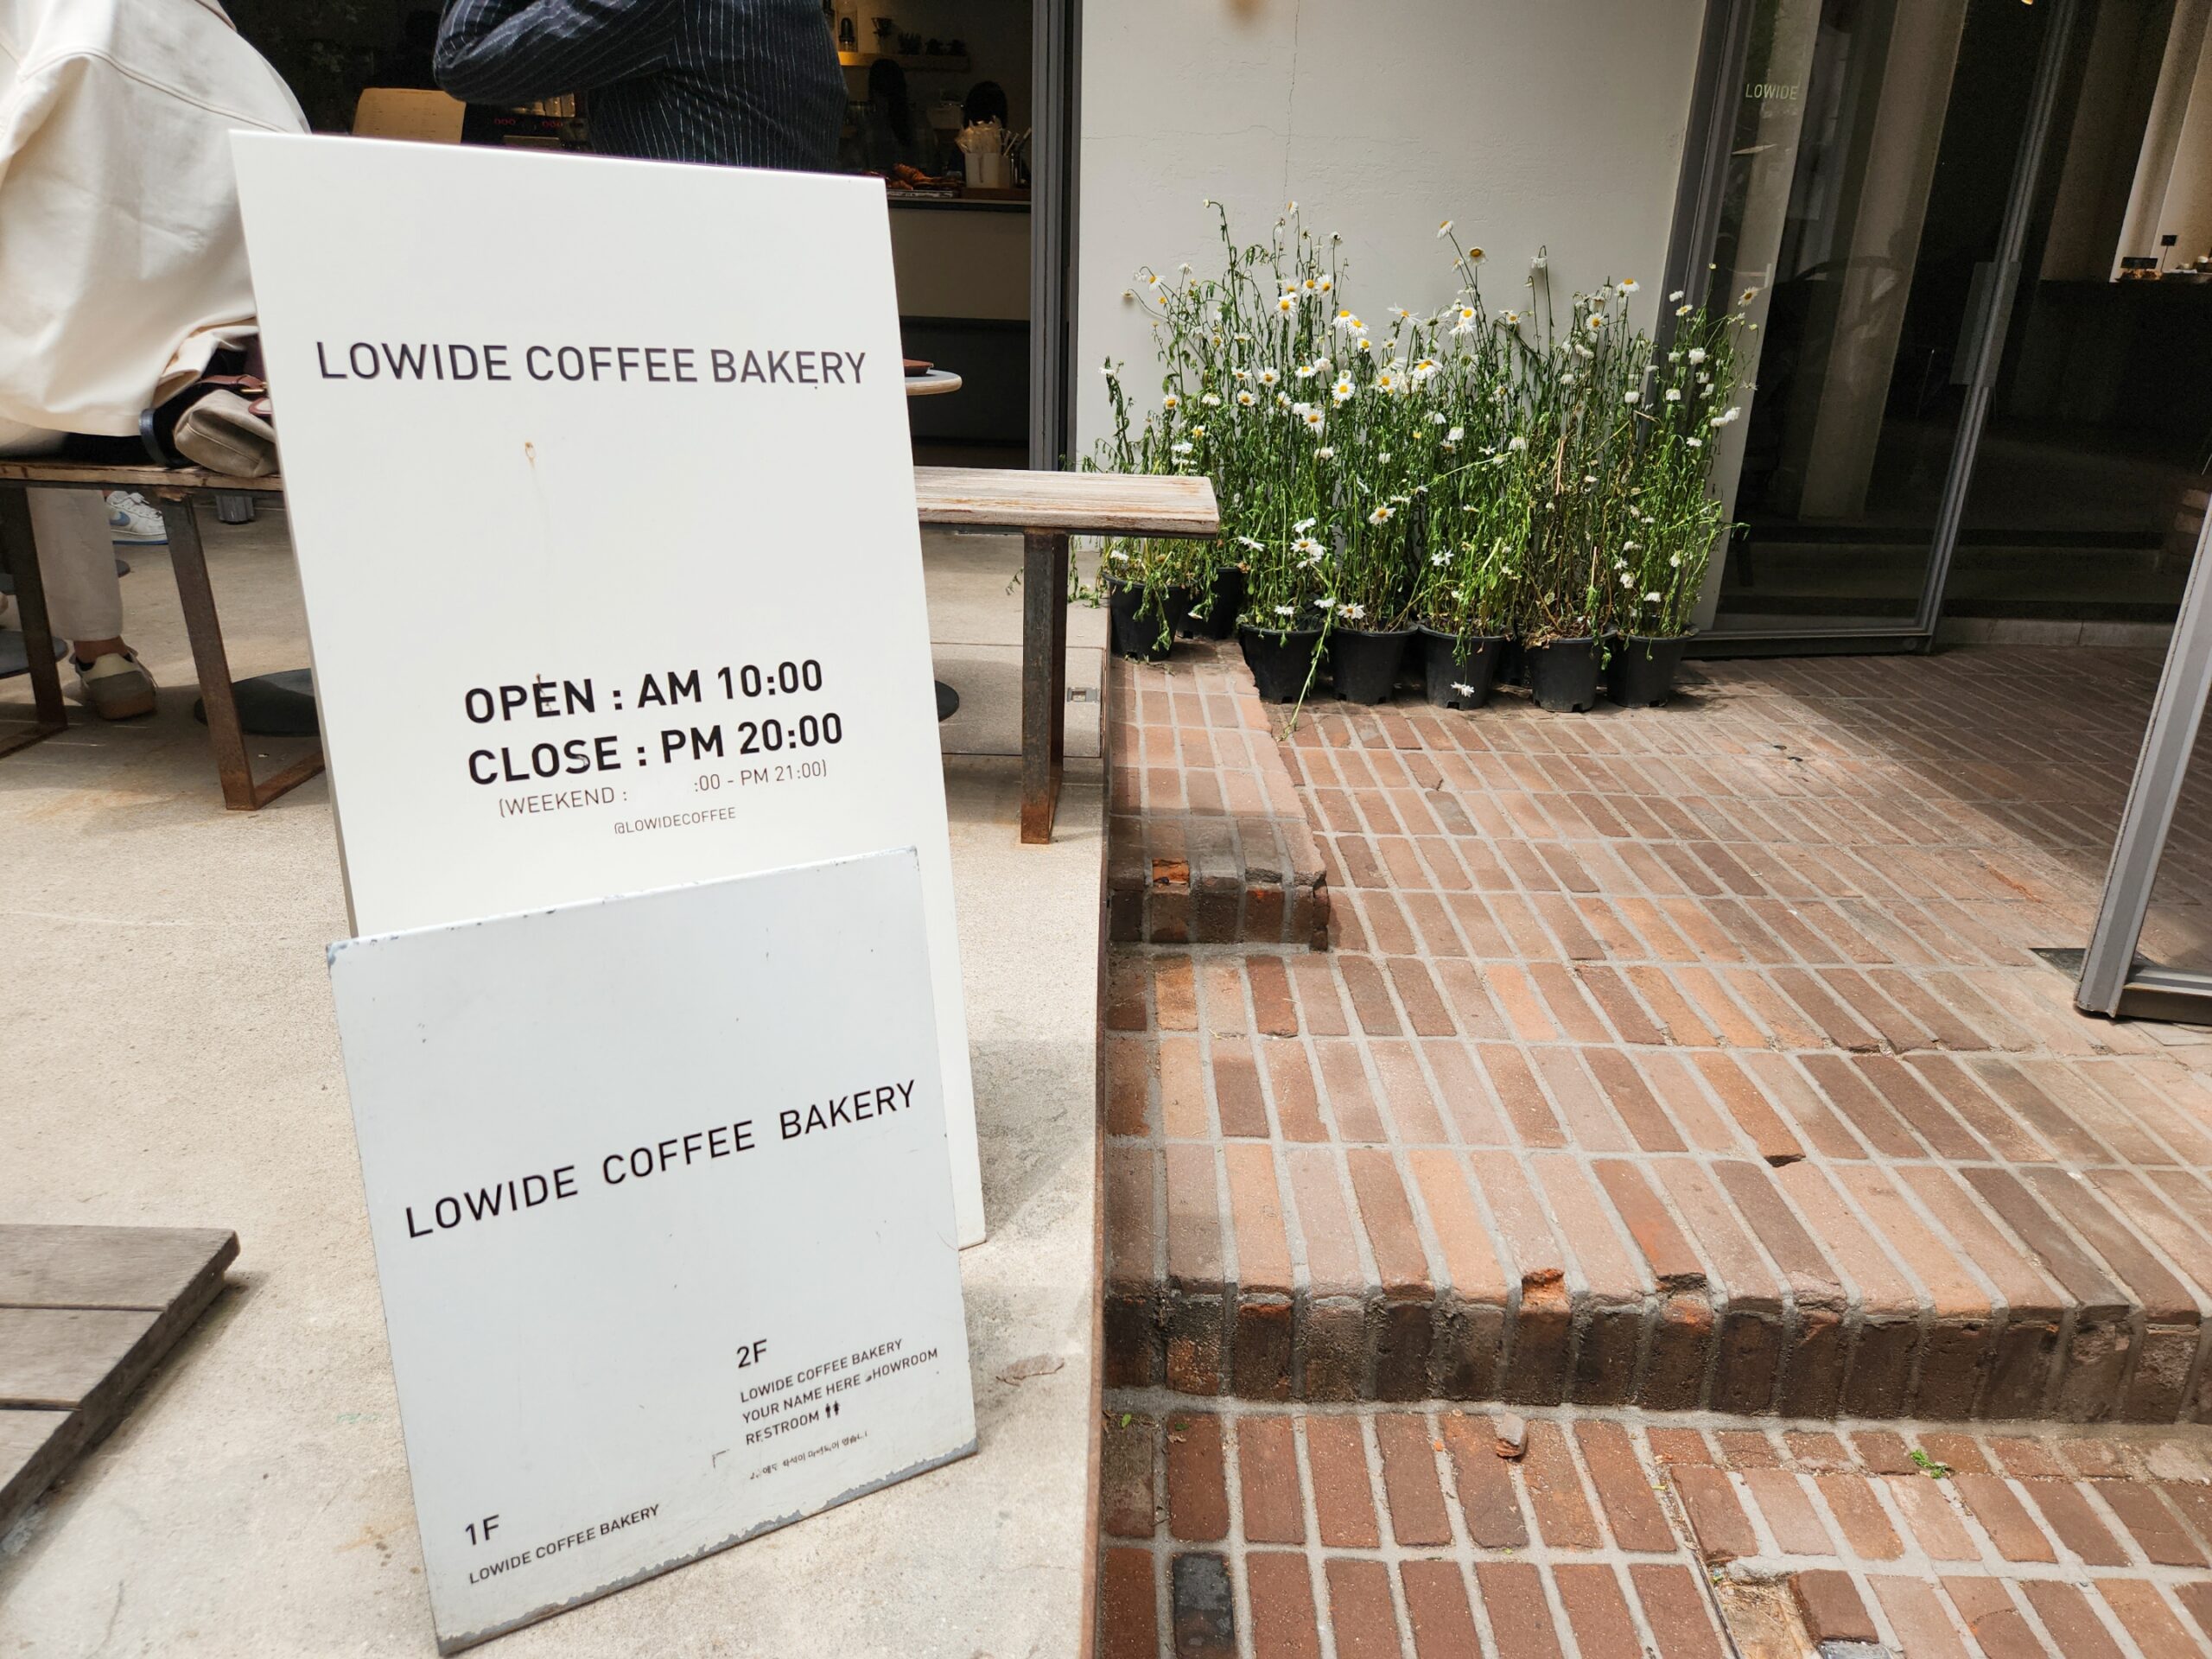 LOWIDE COFFEE BAKERY
OPEN : AM 10:00
CLOSE : PM 20:00
(WEEKEND : :00 - PM 21:00)
@LOWIDECOFFEE
LOWIDE COFFEE BAKERY
2F
LOWIDE COFFEE BAKERY
YOUR NAME HERE SHOWROOM
RESTROOM
1F
LOWIDE COFFEE BAKERY
LOWIDE